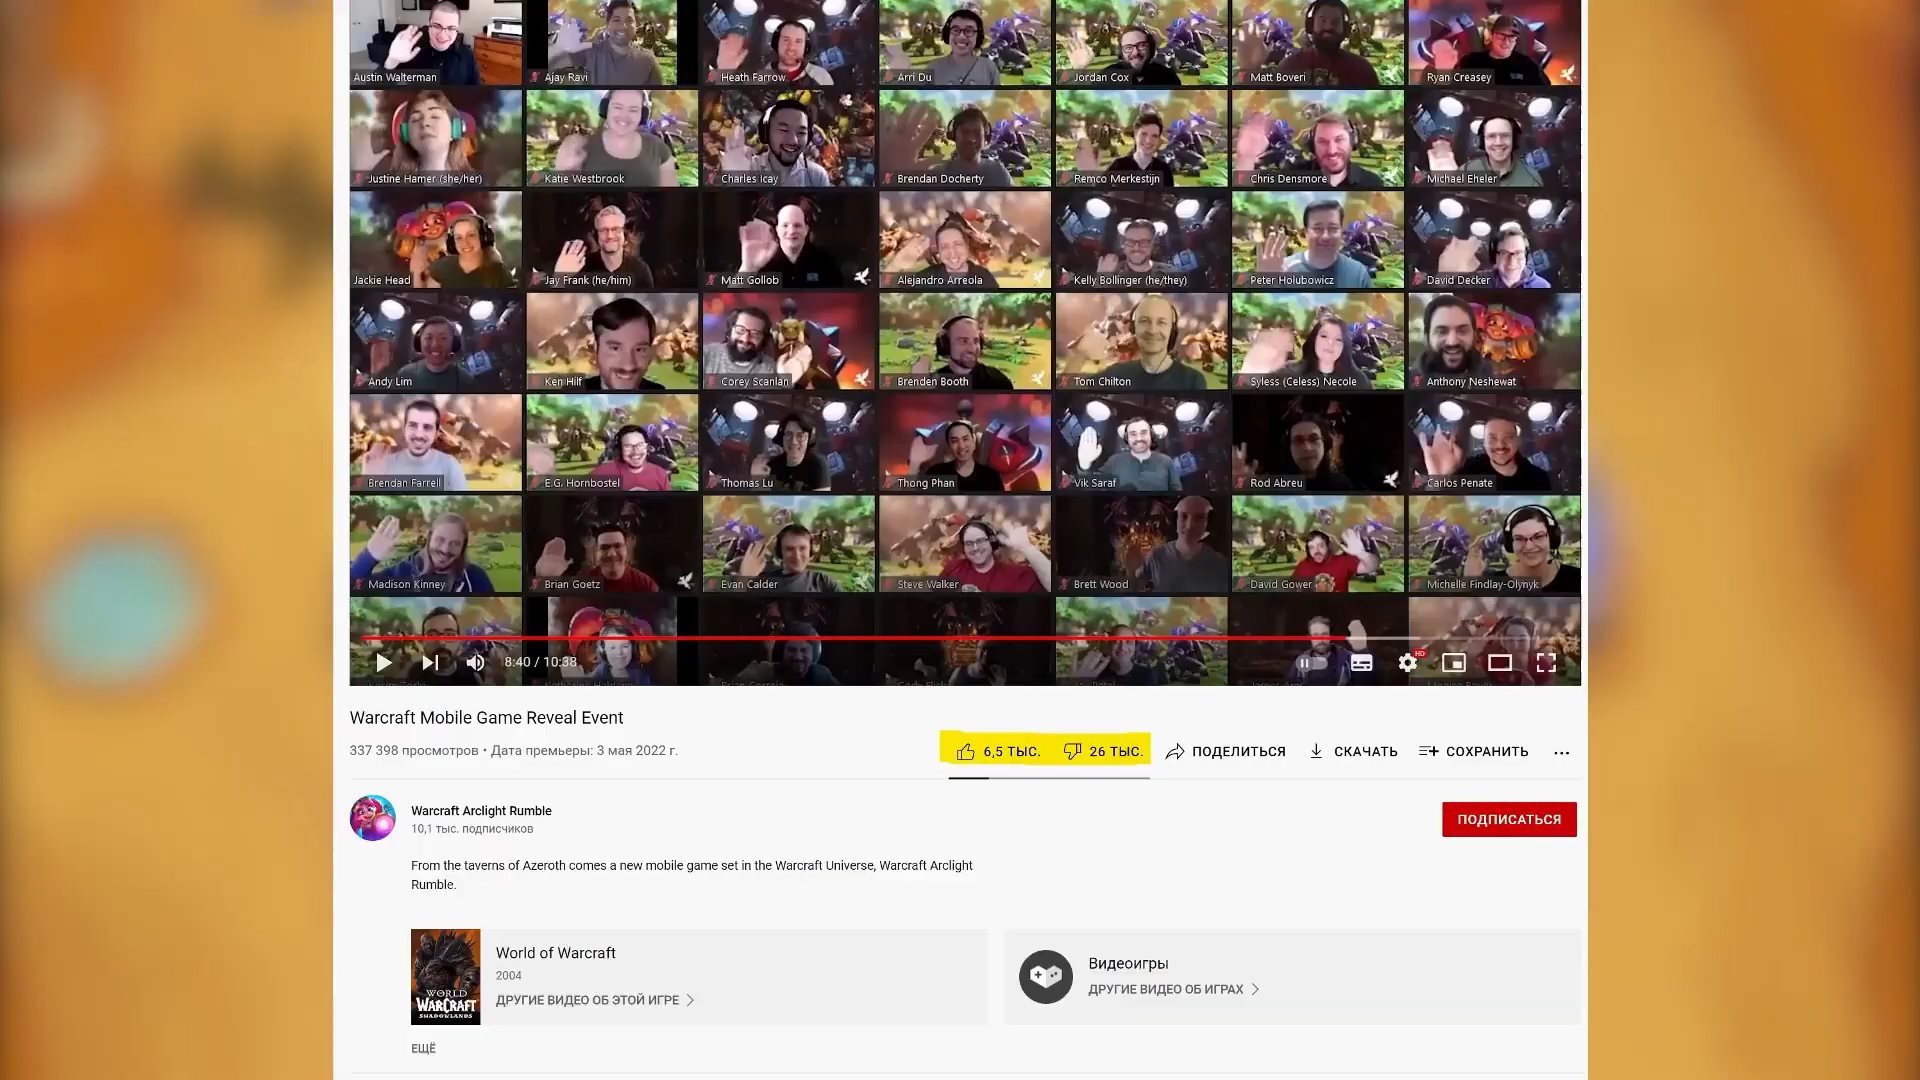 Austin Walterman
Ajay Ravi
Heath Farrow
Arri Du
Jordan Cox
Matt Boveri
Ryan Creasey
Justine Hamer (she/her)
Katie Westbrook
Charles Icay
Brendan Docherty
Remco Merkestijn
Chris Densmore
Michael Eheler
Jackie Head
Jay Frank (he/him)
Matt Gollob
Alejandro Arreola
Kelly Bollinger (he/they)
Peter Holubowicz
David Decker
Andy Lim
Ken Hilf
Corey Scanlan
Brenden Booth
Tom Chilton
Syless (Celess) Necole
Anthony Neshewat
Brendan Farrell
E.G. Hornbostel
Thomas Lu
Thong Phan
Vik Saraf
Rod Abreu
Carlos Penate
Madison Kinney
Brian Goetz
Evan Calder
Steve Walker
Brett Wood
David Gower
Michelle Findlay-Olynyk
8:40 / 10:38
HD
Warcraft Mobile Game Reveal Event
337 398 просмотров • Дата премьеры: 3 мая 2022 г.
6,5 ТЫС.
26 ТЫС.
ПОДЕЛИТЬСЯ
СКАЧАТЬ
СОХРАНИТЬ
Warcraft Arclight Rumble
10,1 тыс. подписчиков
ПОДПИСАТЬСЯ
From the taverns of Azeroth comes a new mobile game set in the Warcraft Universe, Warcraft Arclight
Rumble.
World of Warcraft
2004
ДРУГИЕ ВИДЕО ОБ ЭТОЙ ИГРЕ
WORLD
WARCRAFT
SHADOWLANDS
Видеоигры
ДРУГИЕ ВИДЕО ОБ ИГРАХ
ЕЩЁ